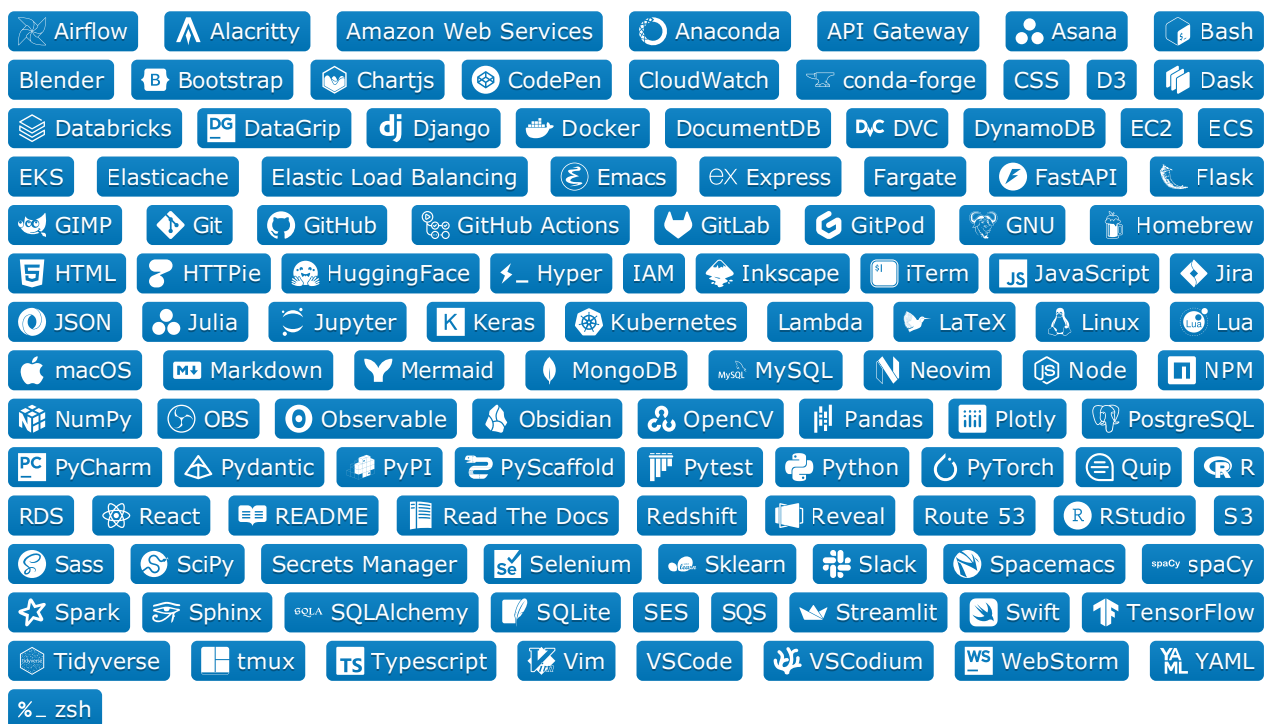 Airflow Alacritty Amazon Web Services Anaconda API Gateway Asana Bash
Blender Bootstrap Chartjs CodePen CloudWatch conda-forge CSS D3 Dask
Databricks DataGrip Django Docker DocumentDB DVC DynamoDB EC2 ECS
EKS Elasticache Elastic Load Balancing Emacs Express Fargate FastAPI Flask
GIMP Git GitHub GitHub Actions GitLab GitPod GNU Homebrew
HTML HTTPie HuggingFace Hyper IAM Inkscape iTerm JavaScript Jira
JSON Julia Jupyter Keras Kubernetes Lambda LaTeX Linux Lua
macOS Markdown Mermaid MongoDB MySQL Neovim Node NPM
NumPy OBS Observable Obsidian OpenCV Pandas Plotly PostgreSQL
PyCharm Pydantic PyPI PyScaffold Pytest Python PyTorch Quip R
RDS React README Read The Docs Redshift Reveal Route 53 RStudio S3
Sass SciPy Secrets Manager Selenium Sklearn Slack Spacemacs spaCy
Spark Sphinx SQLAlchemy SQLite SES SQS Streamlit Swift TensorFlow
Tidyverse tmux Typescript Vim VSCode VSCodium WebStorm YAML
%_ zsh